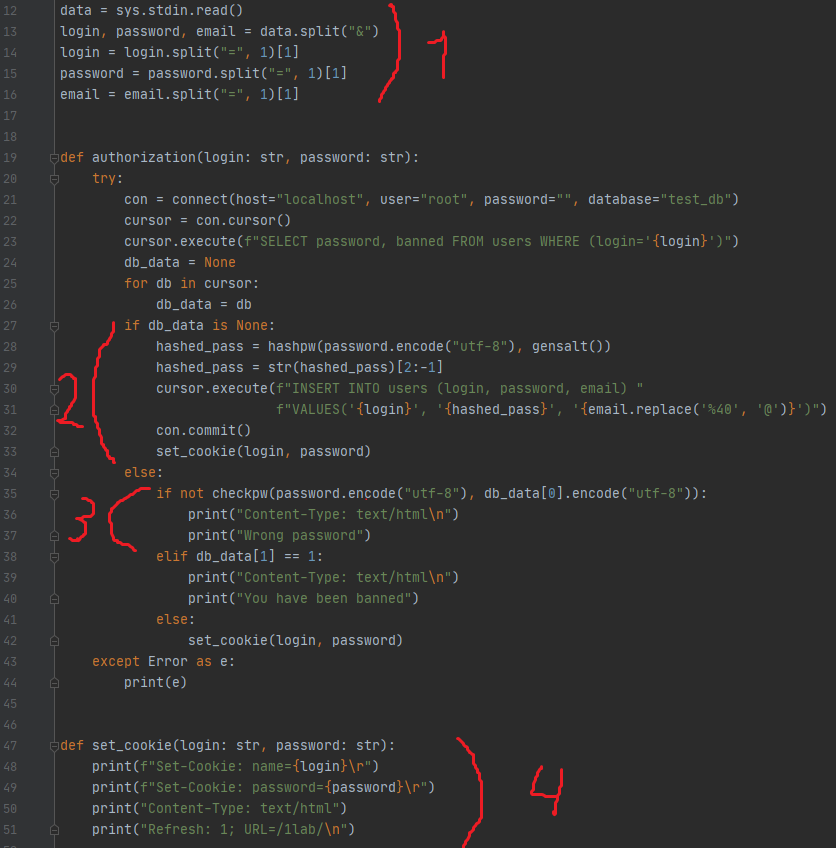 12 data = sys.stdin.read()
13 login, password, email = data.split("&")
14 login = login.split("=", 1)[1]
15 password = password.split("=", 1)[1]
16 email = email.split("=", 1)[1]
1
17
18
19 def authorization(login: str, password: str):
20     try:
21         con = connect(host="localhost", user="root", password="", database="test_db")
22         cursor = con.cursor()
23         cursor.execute(f"SELECT password, banned FROM users WHERE (login='{login}')")
24         db_data = None
25         for db in cursor:
26             db_data = db
27         if db_data is None:
28             hashed_pass = hashpw(password.encode("utf-8"), gensalt())
29             hashed_pass = str(hashed_pass)[2:-1]
30             cursor.execute(f"INSERT INTO users (login, password, email) "
31                            f"VALUES('{login}', '{hashed_pass}', '{email.replace('%40', '@')}')")
2
32             con.commit()
33             set_cookie(login, password)
34         else:
35             if not checkpw(password.encode("utf-8"), db_data[0].encode("utf-8")):
36                 print("Content-Type: text/html\n")
3
37                 print("Wrong password")
38             elif db_data[1] == 1:
39                 print("Content-Type: text/html\n")
40                 print("You have been banned")
41             else:
42                 set_cookie(login, password)
43     except Error as e:
44         print(e)
45
46
47 def set_cookie(login: str, password: str):
48     print(f"Set-Cookie: name={login}\r")
49     print(f"Set-Cookie: password={password}\r")
4
50     print("Content-Type: text/html")
51     print("Refresh: 1; URL=/1lab/\n")